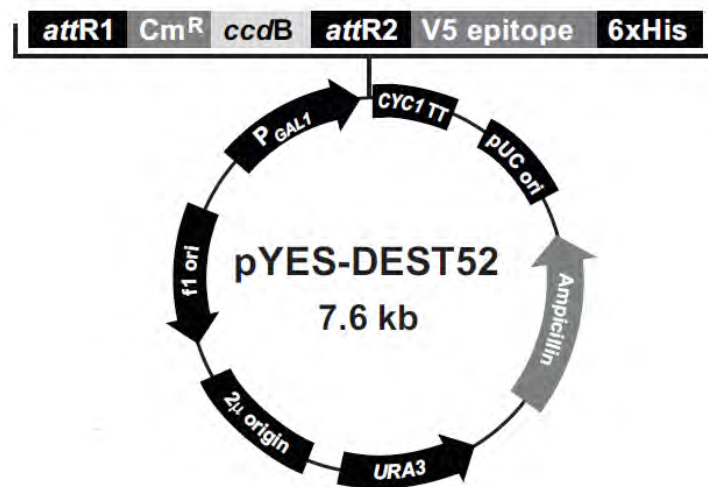 attR1 CmR ccdB attR2 V5 epitope 6xHis
PGAL1
CYC1 TT
pUC ori
Ampicillin
URA3
2µ origin
f1 ori
pYES-DEST52
7.6 kb